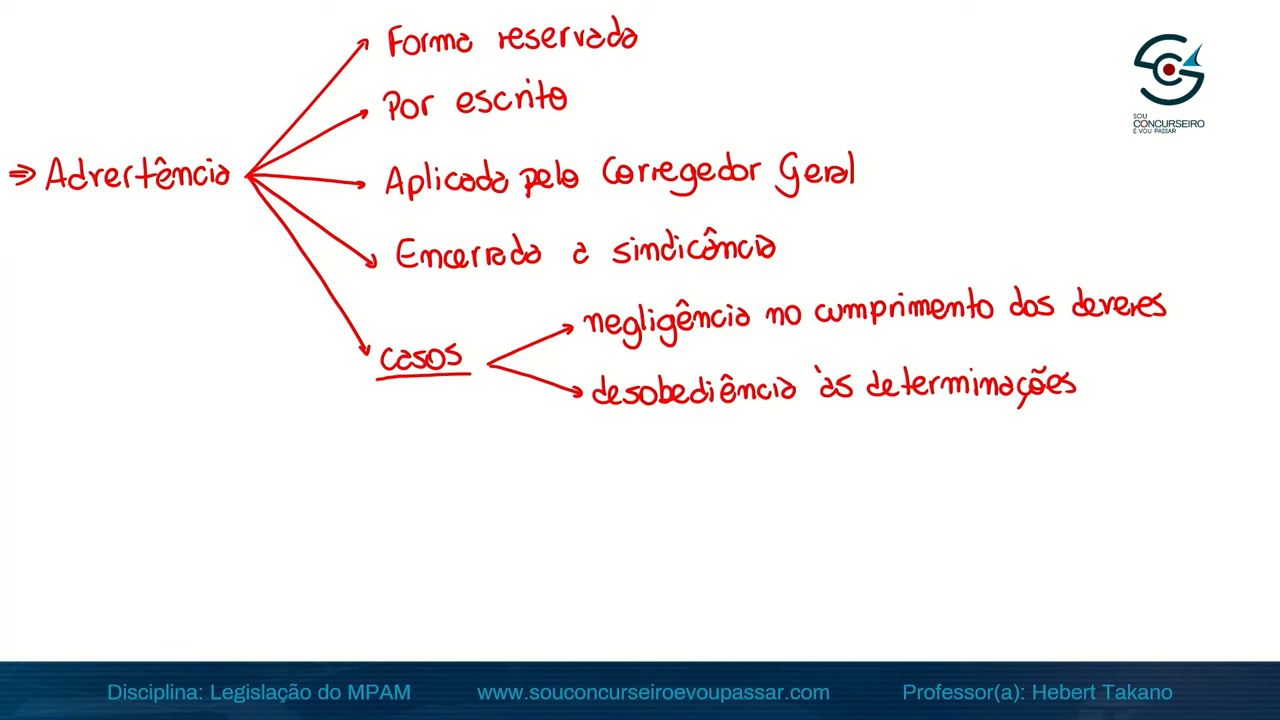 Forma reservada
Por escrito
⇒ Advertência
Aplicada pelo Corregedor Geral
Encerrada a sindicância
casos
negligência no cumprimento dos deveres
desobediência às determinações
SOU
CONCURSEIRO
E VOU PASSAR
Disciplina: Legislação do MPAM
www.souconcurseiroevoupassar.com
Professor(a): Hebert Takano